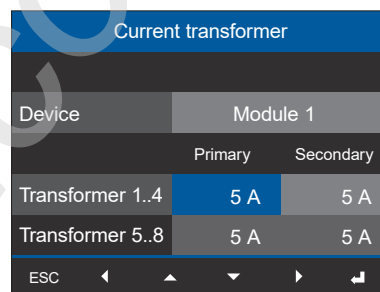 Current transformer
Device Module 1
Primary Secondary
Transformer 1..4 5 A 5 A
Transformer 5..8 5 A 5 A
ESC